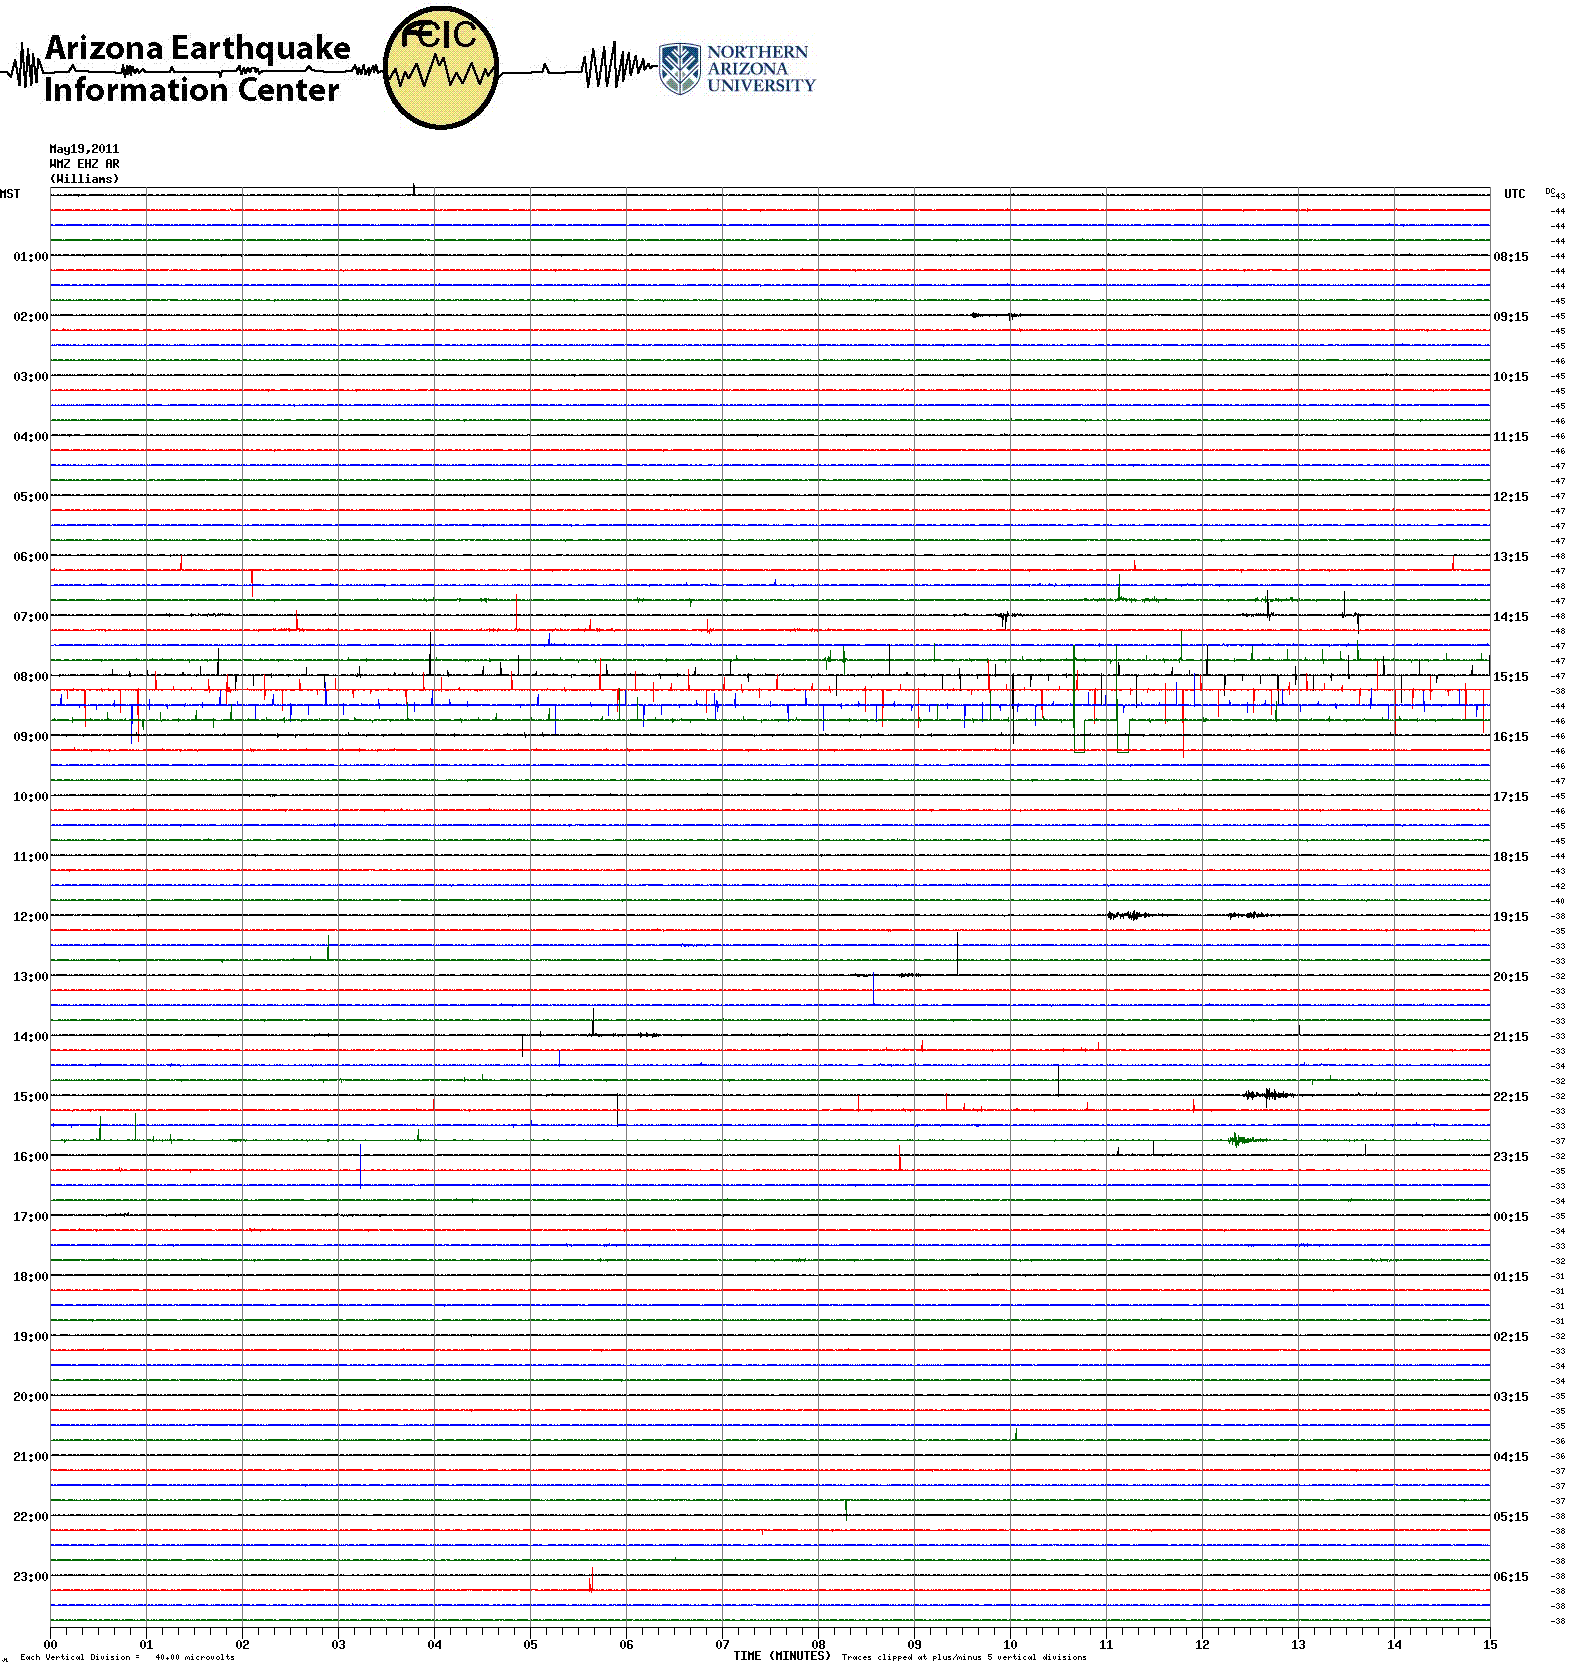 Arizona Earthquake
Information Center
ÆEIC
NORTHERN
ARIZONA
UNIVERSITY
May19,2011
WMZ EHZ AR
(Williams)
MST UTC DC
-43
-44
-44
-44
01:00 08:15 -44
-44
-44
-45
02:00 09:15 -45
-45
-45
-46
03:00 10:15 -45
-45
-45
-46
04:00 11:15 -46
-46
-47
-47
05:00 12:15 -47
-47
-47
-47
06:00 13:15 -48
-47
-48
-47
07:00 14:15 -48
-48
-47
-47
08:00 15:15 -47
-38
-44
-46
09:00 16:15 -46
-46
-46
-47
10:00 17:15 -45
-46
-45
-45
11:00 18:15 -44
-43
-42
-40
12:00 19:15 -38
-35
-33
-33
13:00 20:15 -32
-33
-33
-33
14:00 21:15 -33
-33
-34
-32
15:00 22:15 -32
-33
-33
-37
16:00 23:15 -32
-35
-33
-34
17:00 00:15 -35
-34
-33
-32
18:00 01:15 -31
-31
-31
-31
19:00 02:15 -32
-33
-34
-34
20:00 03:15 -35
-35
-35
-36
21:00 04:15 -36
-37
-37
-37
22:00 05:15 -38
-38
-38
-38
23:00 06:15 -38
-38
-38
-38
00 01 02 03 04 05 06 07 08 09 10 11 12 13 14 15
TIME (MINUTES)
Each Vertical Division = 40.00 microvolts
Traces clipped at plus/minus 5 vertical divisions